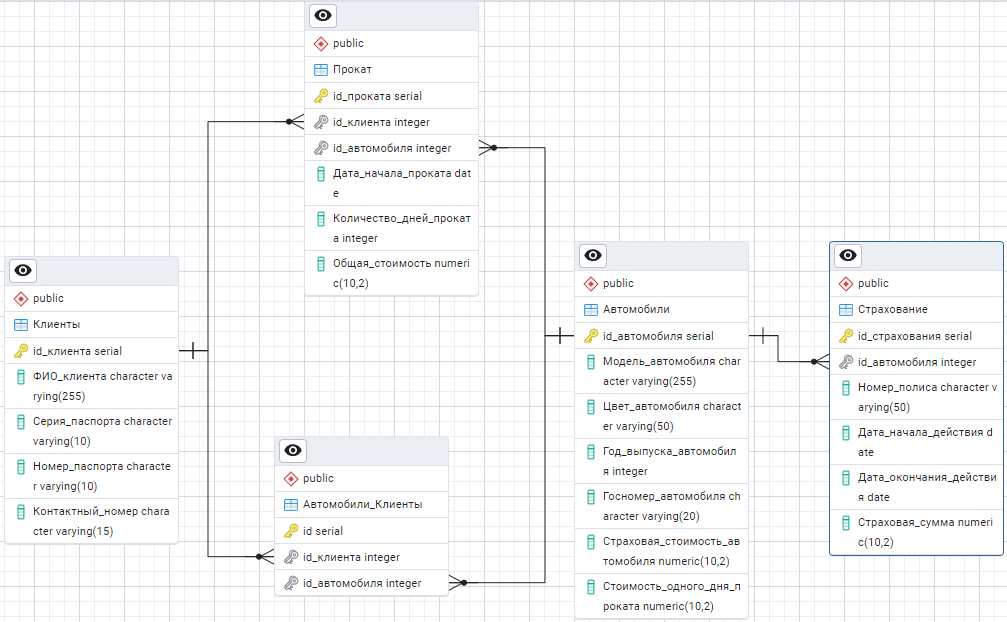 public
Прокат
id_проката serial
id_клиента integer
id_автомобиля integer
Дата_начала_проката dat
e
Количество_дней_прокат
а integer
Общая_стоимость numeri
c(10,2)
public
Клиенты
id_клиента serial
ФИО_клиента character va
rying(255)
Серия_паспорта character
varying(10)
Номер_паспорта characte
r varying(10)
Контактный_номер chara
cter varying(15)
public
Автомобили_Клиенты
id serial
id_клиента integer
id_автомобиля integer
public
Автомобили
id_автомобиля serial
Модель_автомобиля char
acter varying(255)
Цвет_автомобиля charact
er varying(50)
Год_выпуска_автомобил
я integer
Госномер_автомобиля ch
aracter varying(20)
Страховая_стоимость_ав
томобиля numeric(10,2)
Стоимость_одного_дня_п
роката numeric(10,2)
public
Страхование
id_страхования serial
id_автомобиля integer
Номер_полиса character v
arying(50)
Дата_начала_действия d
ate
Дата_окончания_действи
я date
Страховая_сумма numeri
c(10,2)